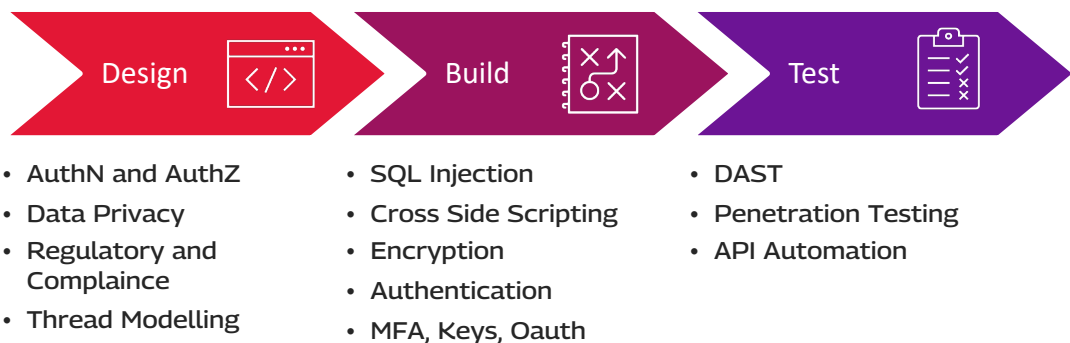 Design
</>
Build
Test
• AuthN and AuthZ
• Data Privacy
• Regulatory and
Complaince
• Thread Modelling
• SQL Injection
• Cross Side Scripting
• Encryption
• Authentication
• MFA, Keys, Oauth
• DAST
• Penetration Testing
• API Automation